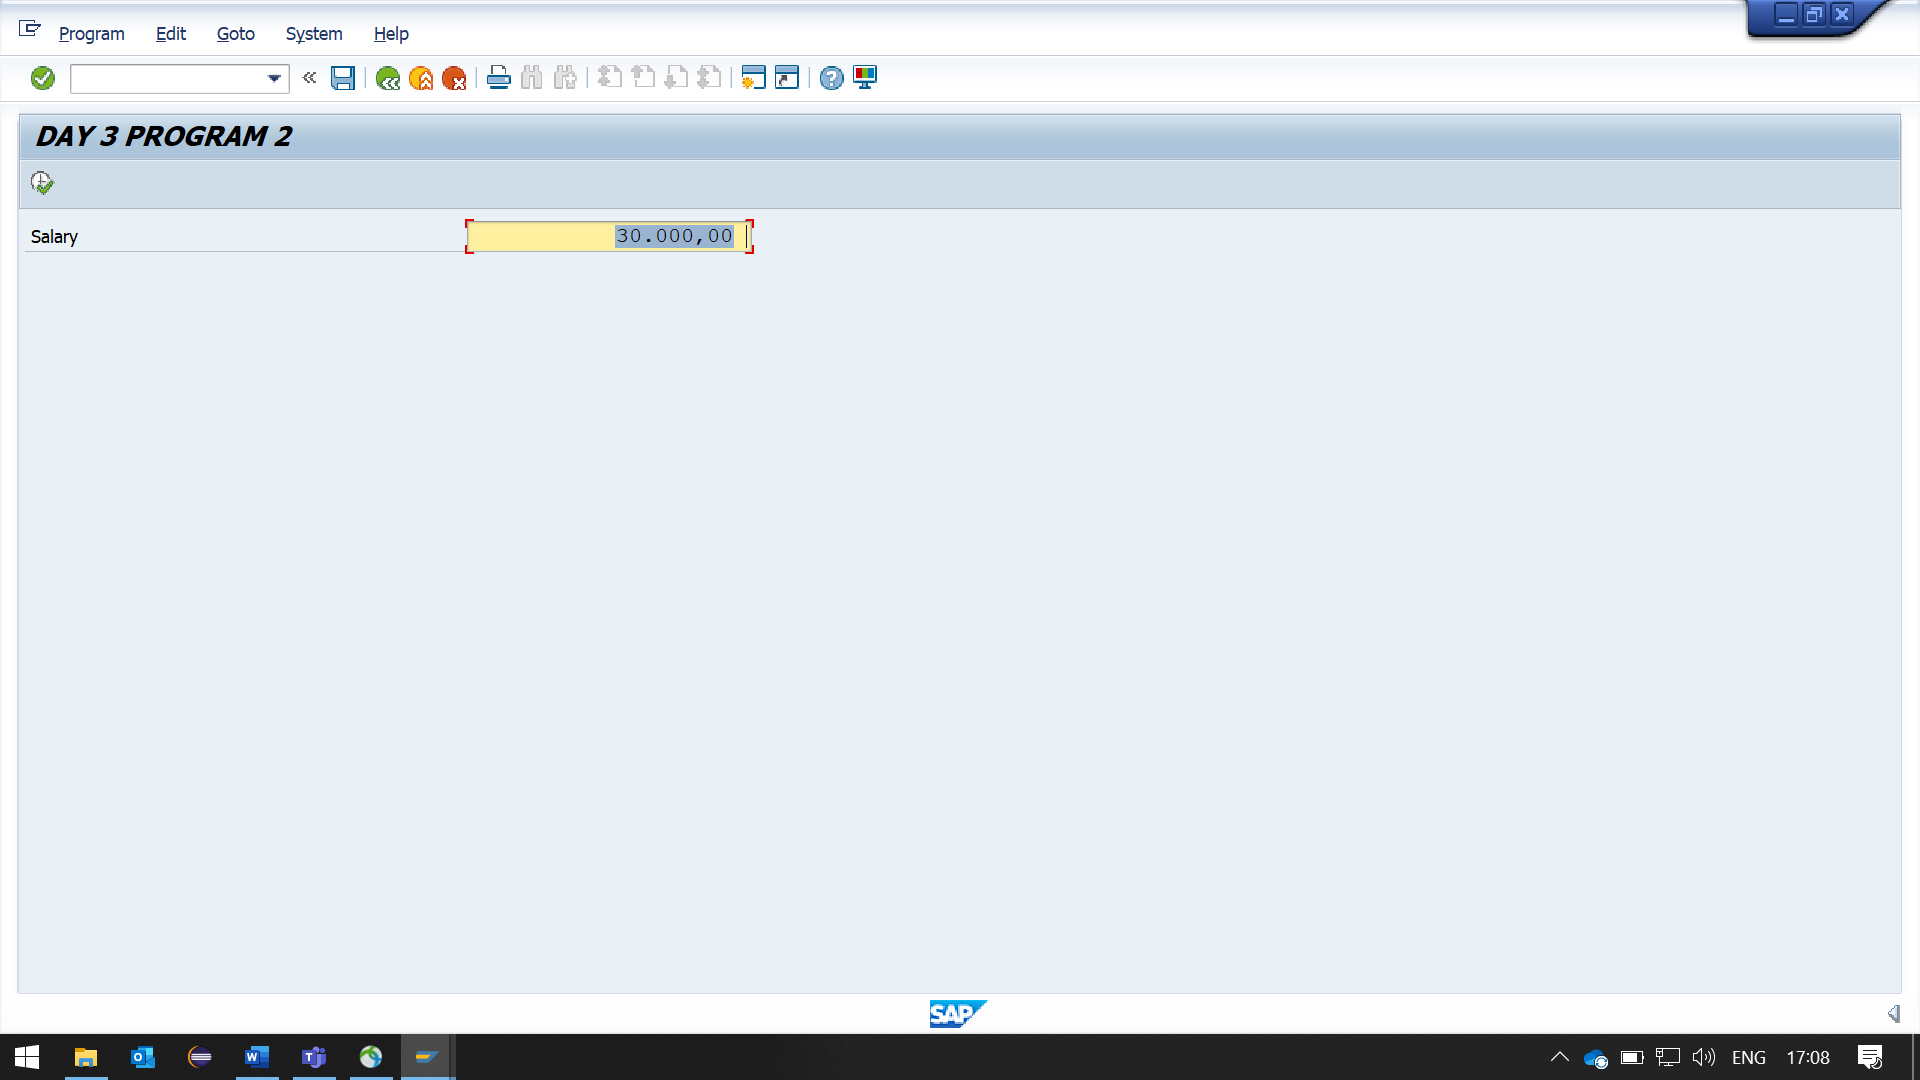 Program Edit Goto System Help
DAY 3 PROGRAM 2
Salary 30.000,00
SAP
ENG 17:08